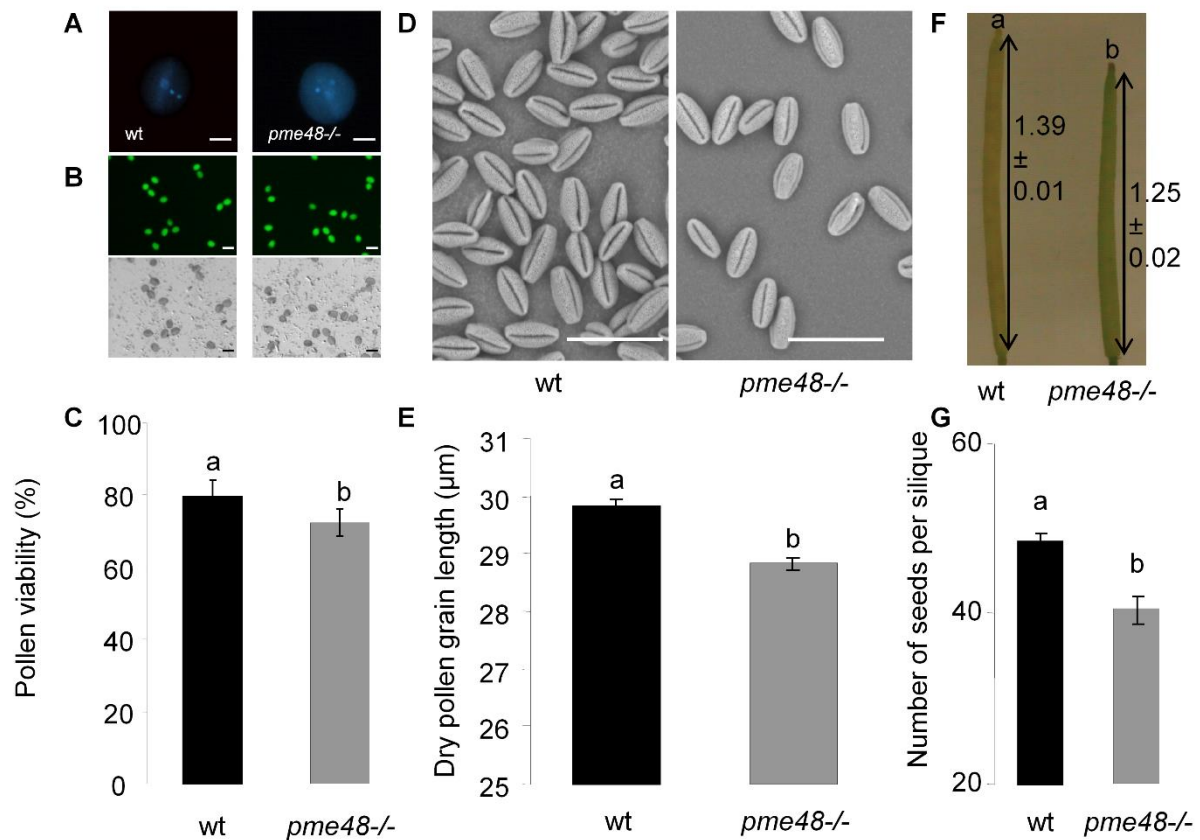 A
wt
pme48-/-
B
C
Pollen viability (%)
100
80
60
40
20
0
a
b
wt
pme48-/-
D
wt
pme48-/-
E
Dry pollen grain length (µm)
31
30
29
28
27
26
25
a
b
wt
pme48-/-
F
a
b
1.39
±
0.01
1.25
±
0.02
wt
pme48-/-
G
Number of seeds per silique
60
40
20
a
b
wt
pme48-/-